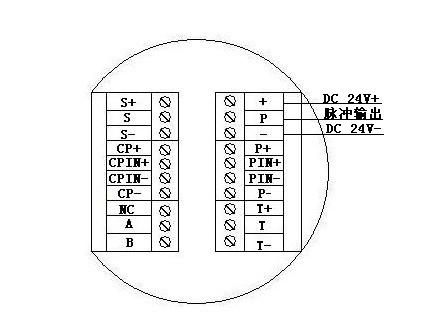 S+
S
S-
CP+
CPIN+
CPIN-
CP-
NC
A
B
+ DC 24V+
P 脉冲输出
- DC 24V-
P+
PIN+
PIN-
P-
T+
T
T-